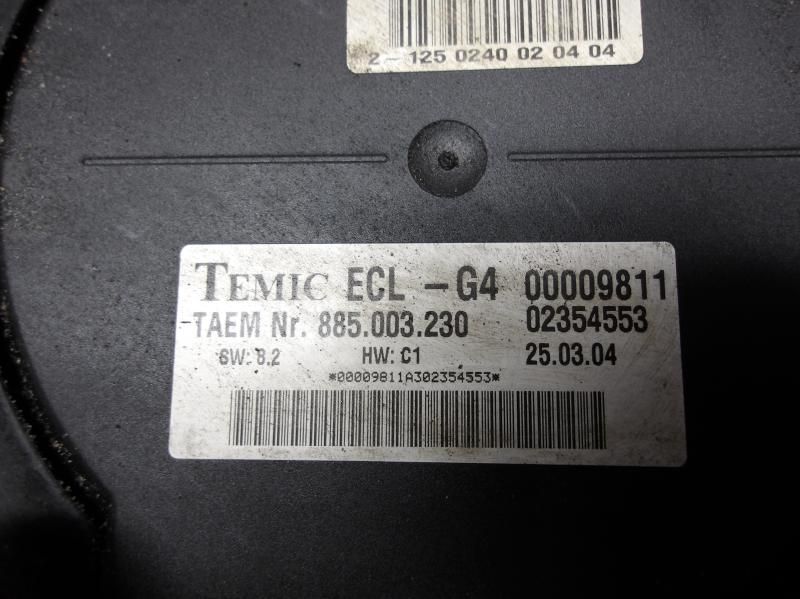 2-125 0240 02 04 04
TEMIC ECL -G4 00009811
TAEM Nr. 885.003.230 02354553
SW: 8.2 HW: C1 25.03.04
*00009811A302354553*